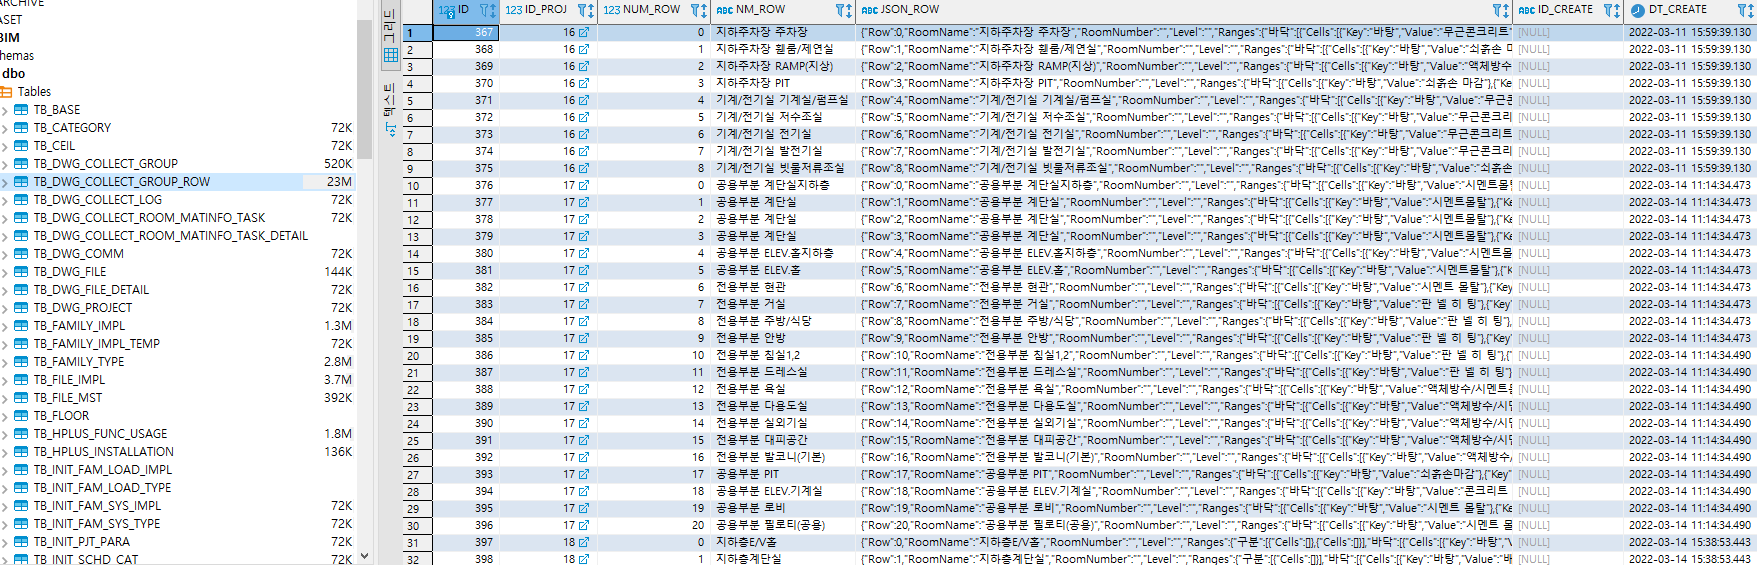 ARCHIVE
ASET
BIM
hemas
dbo
Tables
TB_BASE
TB_CATEGORY 72K
TB_CEIL 72K
TB_DWG_COLLECT_GROUP 520K
TB_DWG_COLLECT_GROUP_ROW 23M
TB_DWG_COLLECT_LOG 72K
TB_DWG_COLLECT_ROOM_MATINFO_TASK 72K
TB_DWG_COLLECT_ROOM_MATINFO_TASK_DETAIL
TB_DWG_COMM 72K
TB_DWG_FILE 144K
TB_DWG_FILE_DETAIL 72K
TB_DWG_PROJECT 72K
TB_FAMILY_IMPL 1.3M
TB_FAMILY_IMPL_TEMP 72K
TB_FAMILY_TYPE 2.8M
TB_FILE_IMPL 3.7M
TB_FILE_MST 392K
TB_FLOOR
TB_HPLUS_FUNC_USAGE 1.8M
TB_HPLUS_INSTALLATION 136K
TB_INIT_FAM_LOAD_IMPL
TB_INIT_FAM_LOAD_TYPE
TB_INIT_FAM_SYS_IMPL 72K
TB_INIT_FAM_SYS_TYPE 72K
TB_INIT_PJT_PARA 72K
TB_INIT_SCHD_CAT 72K
그리드
텍스트
123 ID 123 ID_PROJ 123 NUM_ROW ABC NM_ROW ABC JSON_ROW ABC ID_CREATE DT_CREATE
1 367 16 0 지하주차장 주차장 {"Row":0,"RoomName":"지하주차장 주차장","RoomNumber":"","Level":"","Ranges":{"바닥":[{"Cells":[{"Key":"바탕","Value":"무근콘크리트" [NULL] 2022-03-11 15:59:39.130
2 368 16 1 지하주차장 휀룸/제연실 {"Row":1,"RoomName":"지하주차장 휀룸/제연실","RoomNumber":"","Level":"","Ranges":{"바닥":[{"Cells":[{"Key":"바탕","Value":"쇠흙손 마 [NULL] 2022-03-11 15:59:39.130
3 369 16 2 지하주차장 RAMP(지상) {"Row":2,"RoomName":"지하주차장 RAMP(지상)","RoomNumber":"","Level":"","Ranges":{"바닥":[{"Cells":[{"Key":"바탕","Value":"액체방수 [NULL] 2022-03-11 15:59:39.130
4 370 16 3 지하주차장 PIT {"Row":3,"RoomName":"지하주차장 PIT","RoomNumber":"","Level":"","Ranges":{"바닥":[{"Cells":[{"Key":"바탕","Value":"쇠흙손 마감"},{"Key [NULL] 2022-03-11 15:59:39.130
5 371 16 4 기계/전기실 기계실/펌프실 {"Row":4,"RoomName":"기계/전기실 기계실/펌프실","RoomNumber":"","Level":"","Ranges":{"바닥":[{"Cells":[{"Key":"바탕","Value":"무근 [NULL] 2022-03-11 15:59:39.130
6 372 16 5 기계/전기실 저수조실 {"Row":5,"RoomName":"기계/전기실 저수조실","RoomNumber":"","Level":"","Ranges":{"바닥":[{"Cells":[{"Key":"바탕","Value":"무근콘크 [NULL] 2022-03-11 15:59:39.130
7 373 16 6 기계/전기실 전기실 {"Row":6,"RoomName":"기계/전기실 전기실","RoomNumber":"","Level":"","Ranges":{"바닥":[{"Cells":[{"Key":"바탕","Value":"무근콘크리트 [NULL] 2022-03-11 15:59:39.130
8 374 16 7 기계/전기실 발전기실 {"Row":7,"RoomName":"기계/전기실 발전기실","RoomNumber":"","Level":"","Ranges":{"바닥":[{"Cells":[{"Key":"바탕","Value":"무근콘크리 [NULL] 2022-03-11 15:59:39.130
9 375 16 8 기계/전기실 빗물저류조실 {"Row":8,"RoomName":"기계/전기실 빗물저류조실","RoomNumber":"","Level":"","Ranges":{"바닥":[{"Cells":[{"Key":"바탕","Value":"쇠흙손 [NULL] 2022-03-11 15:59:39.130
10 376 17 0 공용부분 계단실지하층 {"Row":0,"RoomName":"공용부분 계단실지하층","RoomNumber":"","Level":"","Ranges":{"바닥":[{"Cells":[{"Key":"바탕","Value":"시멘트몰 [NULL] 2022-03-14 11:14:34.473
11 377 17 1 공용부분 계단실 {"Row":1,"RoomName":"공용부분 계단실","RoomNumber":"","Level":"","Ranges":{"바닥":[{"Cells":[{"Key":"바탕","Value":"시멘트몰탈"},{"K [NULL] 2022-03-14 11:14:34.473
12 378 17 2 공용부분 계단실 {"Row":2,"RoomName":"공용부분 계단실","RoomNumber":"","Level":"","Ranges":{"바닥":[{"Cells":[{"Key":"바탕","Value":"시멘트몰탈"},{"K [NULL] 2022-03-14 11:14:34.473
13 379 17 3 공용부분 계단실 {"Row":3,"RoomName":"공용부분 계단실","RoomNumber":"","Level":"","Ranges":{"바닥":[{"Cells":[{"Key":"바탕","Value":"시멘트몰탈"},{"K [NULL] 2022-03-14 11:14:34.473
14 380 17 4 공용부분 ELEV.홀지하층 {"Row":4,"RoomName":"공용부분 ELEV.홀지하층","RoomNumber":"","Level":"","Ranges":{"바닥":[{"Cells":[{"Key":"바탕","Value":"시멘트 [NULL] 2022-03-14 11:14:34.473
15 381 17 5 공용부분 ELEV.홀 {"Row":5,"RoomName":"공용부분 ELEV.홀","RoomNumber":"","Level":"","Ranges":{"바닥":[{"Cells":[{"Key":"바탕","Value":"시멘트몰탈"},{" [NULL] 2022-03-14 11:14:34.473
16 382 17 6 전용부분 현관 {"Row":6,"RoomName":"전용부분 현관","RoomNumber":"","Level":"","Ranges":{"바닥":[{"Cells":[{"Key":"바탕","Value":"시멘트 몰탈"},{"Key [NULL] 2022-03-14 11:14:34.473
17 383 17 7 전용부분 거실 {"Row":7,"RoomName":"전용부분 거실","RoomNumber":"","Level":"","Ranges":{"바닥":[{"Cells":[{"Key":"바탕","Value":"판 넬 히 팅"},{"Key" [NULL] 2022-03-14 11:14:34.473
18 384 17 8 전용부분 주방/식당 {"Row":8,"RoomName":"전용부분 주방/식당","RoomNumber":"","Level":"","Ranges":{"바닥":[{"Cells":[{"Key":"바탕","Value":"판 넬 히 팅"}, [NULL] 2022-03-14 11:14:34.473
19 385 17 9 전용부분 안방 {"Row":9,"RoomName":"전용부분 안방","RoomNumber":"","Level":"","Ranges":{"바닥":[{"Cells":[{"Key":"바탕","Value":"판 넬 히 팅"},{"Key" [NULL] 2022-03-14 11:14:34.473
20 386 17 10 전용부분 침실1,2 {"Row":10,"RoomName":"전용부분 침실1,2","RoomNumber":"","Level":"","Ranges":{"바닥":[{"Cells":[{"Key":"바탕","Value":"판 넬 히 팅"},{ [NULL] 2022-03-14 11:14:34.490
21 387 17 11 전용부분 드레스실 {"Row":11,"RoomName":"전용부분 드레스실","RoomNumber":"","Level":"","Ranges":{"바닥":[{"Cells":[{"Key":"바탕","Value":"판 넬 히 팅"} [NULL] 2022-03-14 11:14:34.490
22 388 17 12 전용부분 욕실 {"Row":12,"RoomName":"전용부분 욕실","RoomNumber":"","Level":"","Ranges":{"바닥":[{"Cells":[{"Key":"바탕","Value":"액체방수/시멘트 [NULL] 2022-03-14 11:14:34.490
23 389 17 13 전용부분 다용도실 {"Row":13,"RoomName":"전용부분 다용도실","RoomNumber":"","Level":"","Ranges":{"바닥":[{"Cells":[{"Key":"바탕","Value":"액체방수/시 [NULL] 2022-03-14 11:14:34.490
24 390 17 14 전용부분 실외기실 {"Row":14,"RoomName":"전용부분 실외기실","RoomNumber":"","Level":"","Ranges":{"바닥":[{"Cells":[{"Key":"바탕","Value":"액체방수/시 [NULL] 2022-03-14 11:14:34.490
25 391 17 15 전용부분 대피공간 {"Row":15,"RoomName":"전용부분 대피공간","RoomNumber":"","Level":"","Ranges":{"바닥":[{"Cells":[{"Key":"바탕","Value":"액체방수/시 [NULL] 2022-03-14 11:14:34.490
26 392 17 16 전용부분 발코니(기본) {"Row":16,"RoomName":"전용부분 발코니(기본)","RoomNumber":"","Level":"","Ranges":{"바닥":[{"Cells":[{"Key":"바탕","Value":"액체방 [NULL] 2022-03-14 11:14:34.490
27 393 17 17 공용부분 PIT {"Row":17,"RoomName":"공용부분 PIT","RoomNumber":"","Level":"","Ranges":{"바닥":[{"Cells":[{"Key":"바탕","Value":"쇠흙손마감"},{"Key [NULL] 2022-03-14 11:14:34.490
28 394 17 18 공용부분 ELEV.기계실 {"Row":18,"RoomName":"공용부분 ELEV.기계실","RoomNumber":"","Level":"","Ranges":{"바닥":[{"Cells":[{"Key":"바탕","Value":"콘크리트 [NULL] 2022-03-14 11:14:34.490
29 395 17 19 공용부분 로비 {"Row":19,"RoomName":"공용부분 로비","RoomNumber":"","Level":"","Ranges":{"바닥":[{"Cells":[{"Key":"바탕","Value":"시멘트 몰탈"},{"K [NULL] 2022-03-14 11:14:34.490
30 396 17 20 공용부분 필로티(공용) {"Row":20,"RoomName":"공용부분 필로티(공용)","RoomNumber":"","Level":"","Ranges":{"바닥":[{"Cells":[{"Key":"바탕","Value":"시멘트 몰 [NULL] 2022-03-14 11:14:34.490
31 397 18 0 지하층E/V홀 {"Row":0,"RoomName":"지하층E/V홀","RoomNumber":"","Level":"","Ranges":{"구분":[{"Cells":[]},{"Cells":[]}],"바닥":[{"Cells":[{"Key":"바탕","V [NULL] 2022-03-14 15:38:53.443
32 398 18 1 지하층계단실 {"Row":1,"RoomName":"지하층계단실","RoomNumber":"","Level":"","Ranges":{"구분":[{"Cells":[]}],"바닥":[{"Cells":[{"Key":"바탕","Value":"바 [NULL] 2022-03-14 15:38:53.443